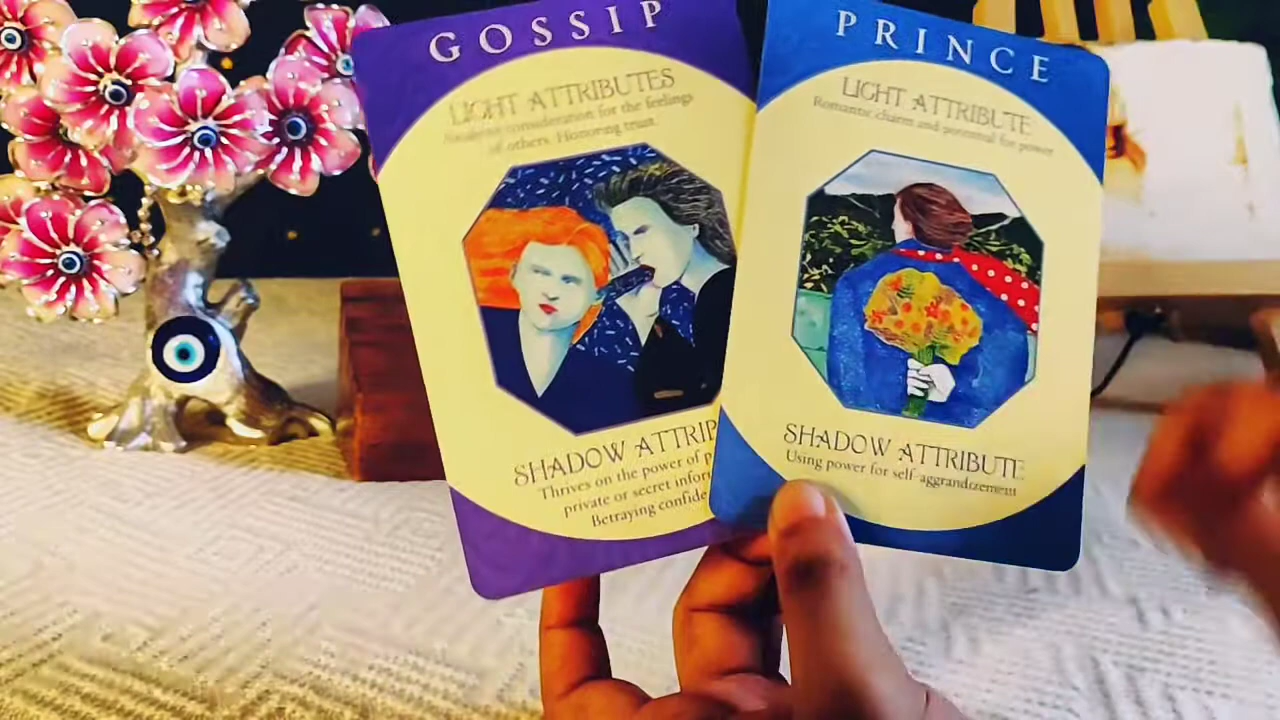 GOSSIP
LIGHT ATTRIBUTES
consideration for the feelings
of others. Honoring trust.
SHADOW ATTRIB
Thrives on the power of p
private or secret infor
Betraying confide
PRINCE
LIGHT ATTRIBUTE
Romantic charm and potential for power
SHADOW ATTRIBUTE
Using power for self-aggrandizement